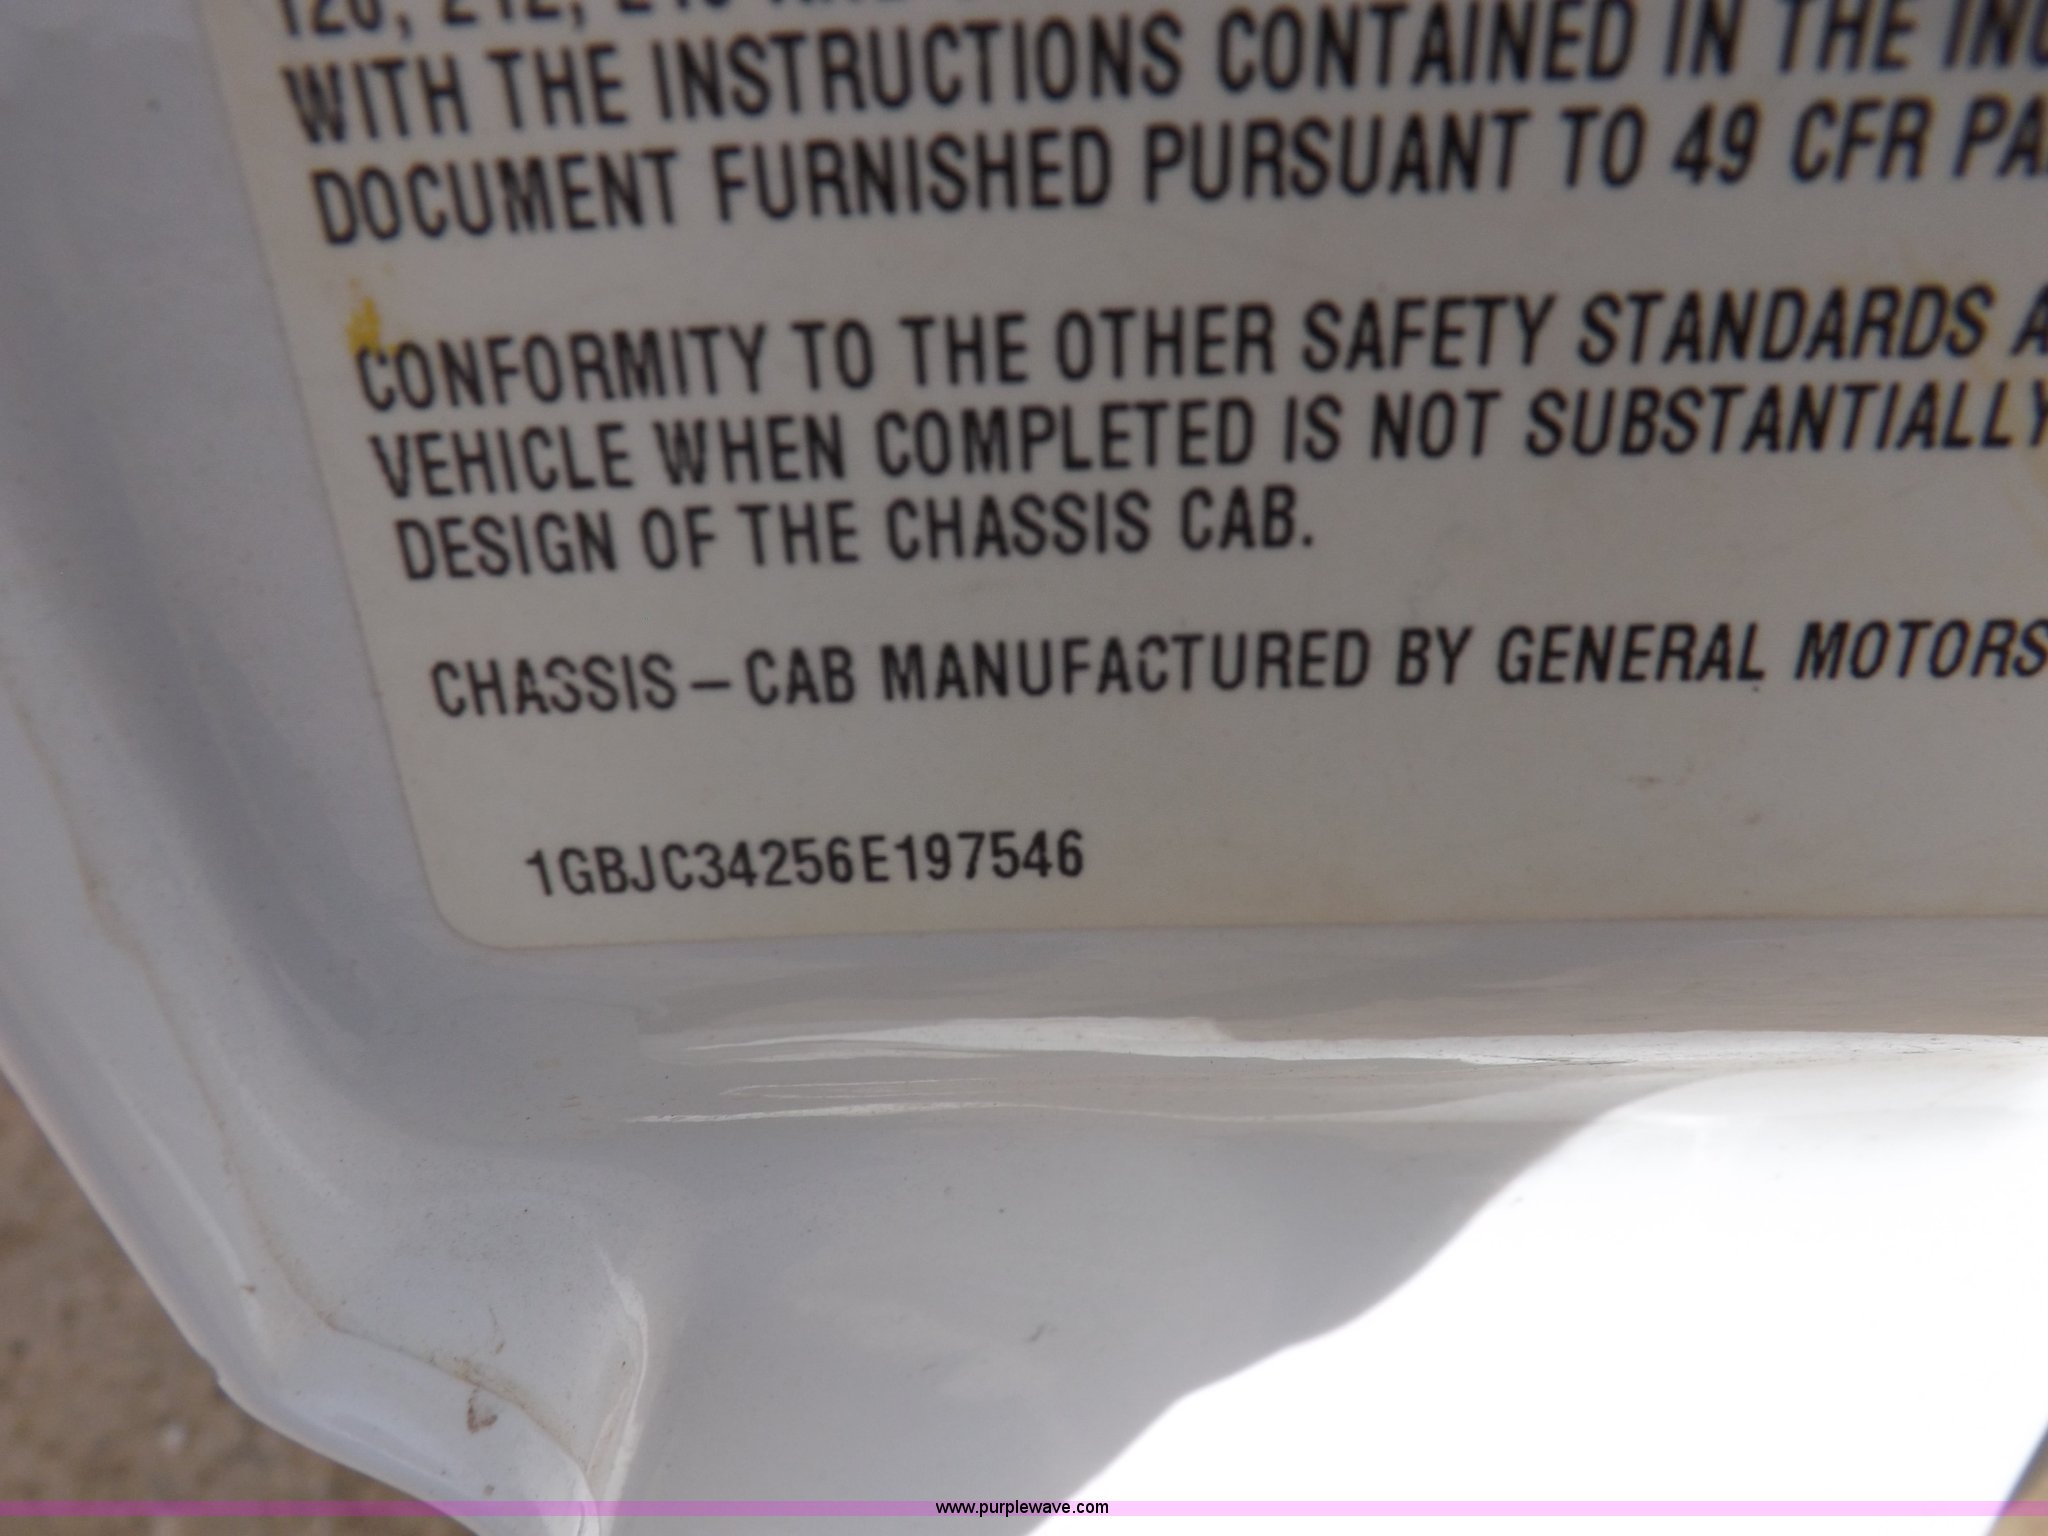 WITH THE INSTRUCTIONS CONTAINED IN THE
DOCUMENT FURNISHED PURSUANT TO 49 CFR
CONFORMITY TO THE OTHER SAFETY STANDARDS
VEHICLE WHEN COMPLETED IS NOT SUBSTANTIALLY
DESIGN OF THE CHASSIS CAB.
CHASSIS – CAB MANUFACTURED BY GENERAL MOTORS
1GBJC34256E197546
www.purplewave.com